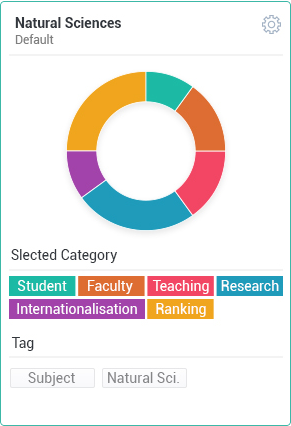 Natural Sciences
Default
Slected Category
Student Faculty Teaching Research
Internationalisation Ranking
Tag
Subject Natural Sci.